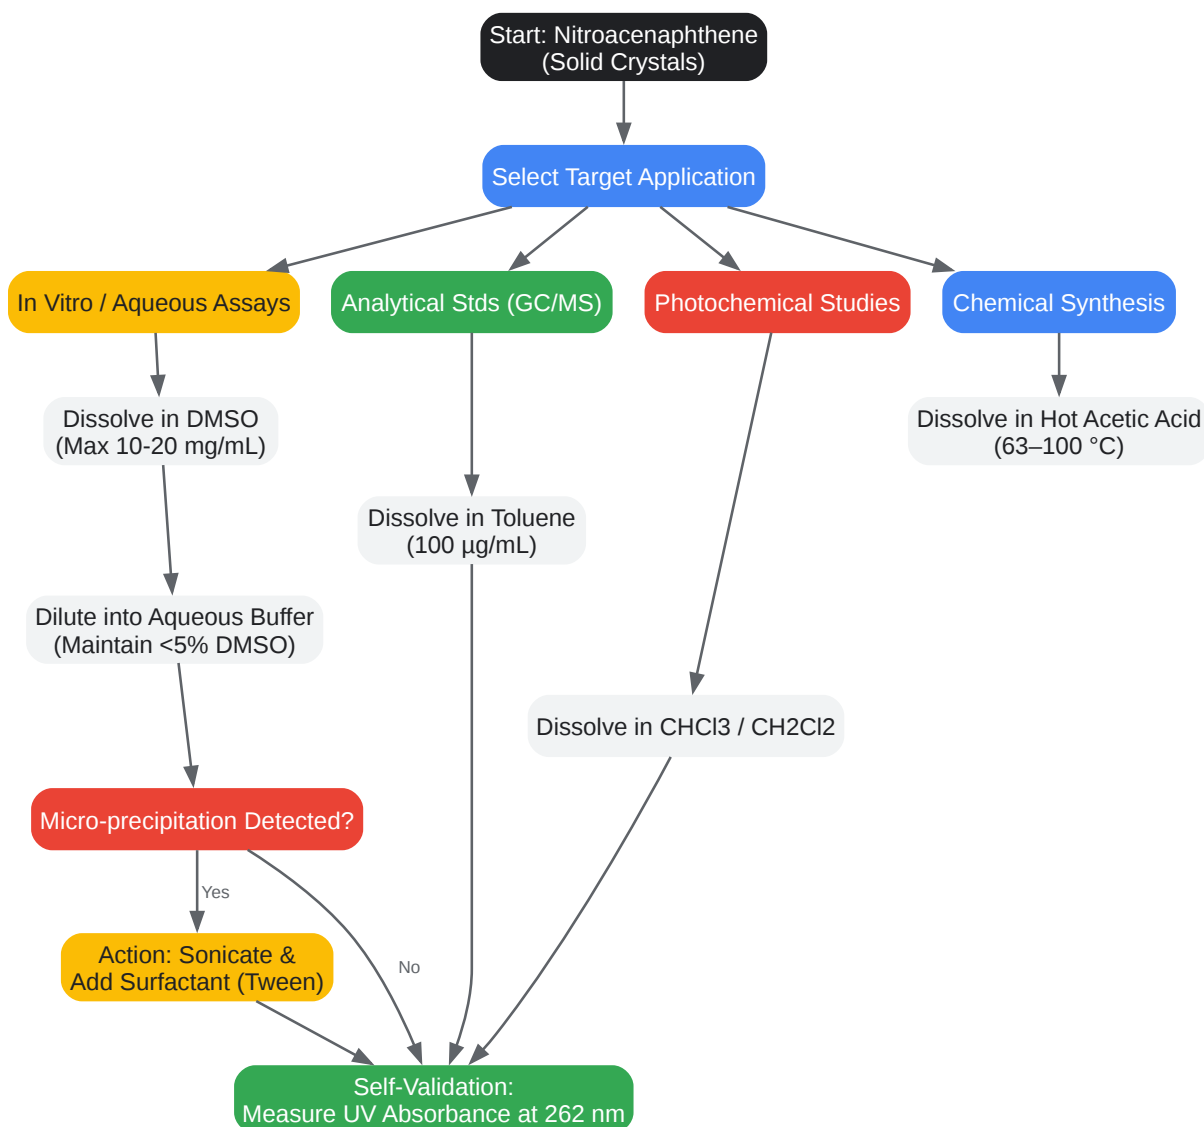 Start: Nitroacenaphthene
(Solid Crystals)
Select Target Application
In Vitro / Aqueous Assays
Analytical Stds (GC/MS)
Photochemical Studies
Chemical Synthesis
Dissolve in DMSO
(Max 10-20 mg/mL)
Dissolve in Hot Acetic Acid
(63–100 °C)
Dissolve in Toluene
(100 µg/mL)
Dilute into Aqueous Buffer
(Maintain <5% DMSO)
Dissolve in CHCl3 / CH2Cl2
Micro-precipitation Detected?
Yes
Action: Sonicate &
Add Surfactant (Tween)
No
Self-Validation:
Measure UV Absorbance at 262 nm